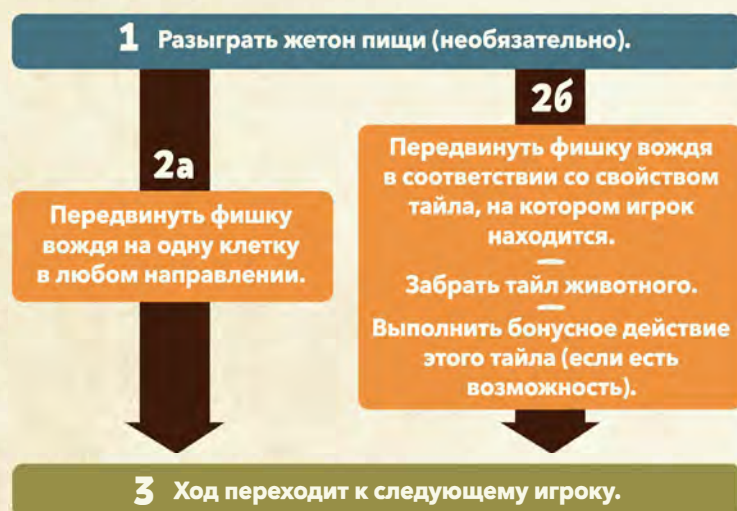 1 Разыграть жетон пищи (необязательно).
2а
Передвинуть фишку
вождя на одну клетку
в любом направлении.
2б
Передвинуть фишку вождя
в соответствии со свойством
тайла, на котором игрок
находится.
Забрать тайл животного.
Выполнить бонусное действие
этого тайла (если есть
возможность).
3 Ход переходит к следующему игроку.